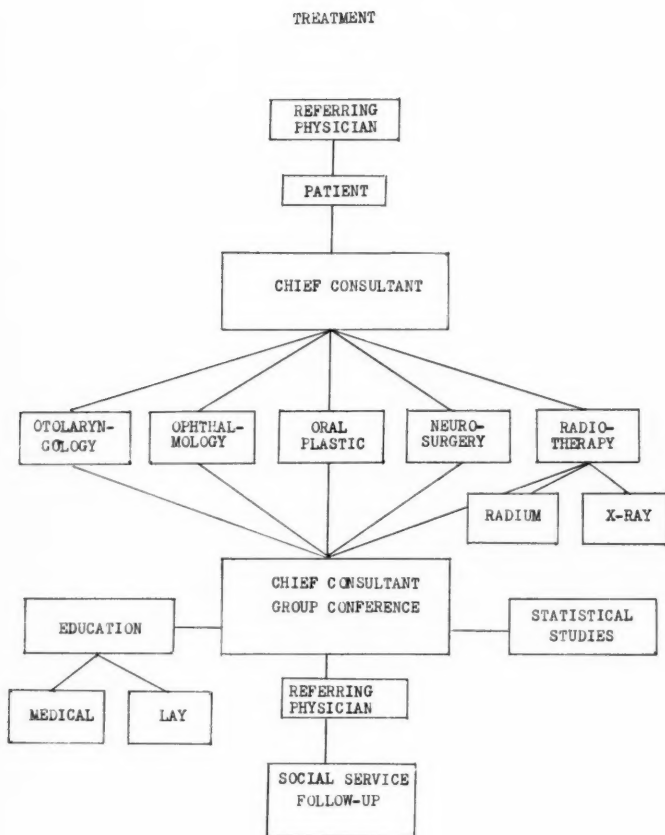 TREATMENT
REFERRING
PHYSICIAN
PATIENT
CHIEF CONSULTANT
OTOLARYN-
GOLOGY
OPHTHAL-
MOLOGY
ORAL
PLASTIC
NEURO-
SURGERY
RADIO-
THERAPY
RADIUM
X-RAY
CHIEF CONSULTANT
GROUP CONFERENCE
EDUCATION
STATISTICAL
STUDIES
MEDICAL
LAY
REFERRING
PHYSICIAN
SOCIAL SERVICE
FOLLOW-UP